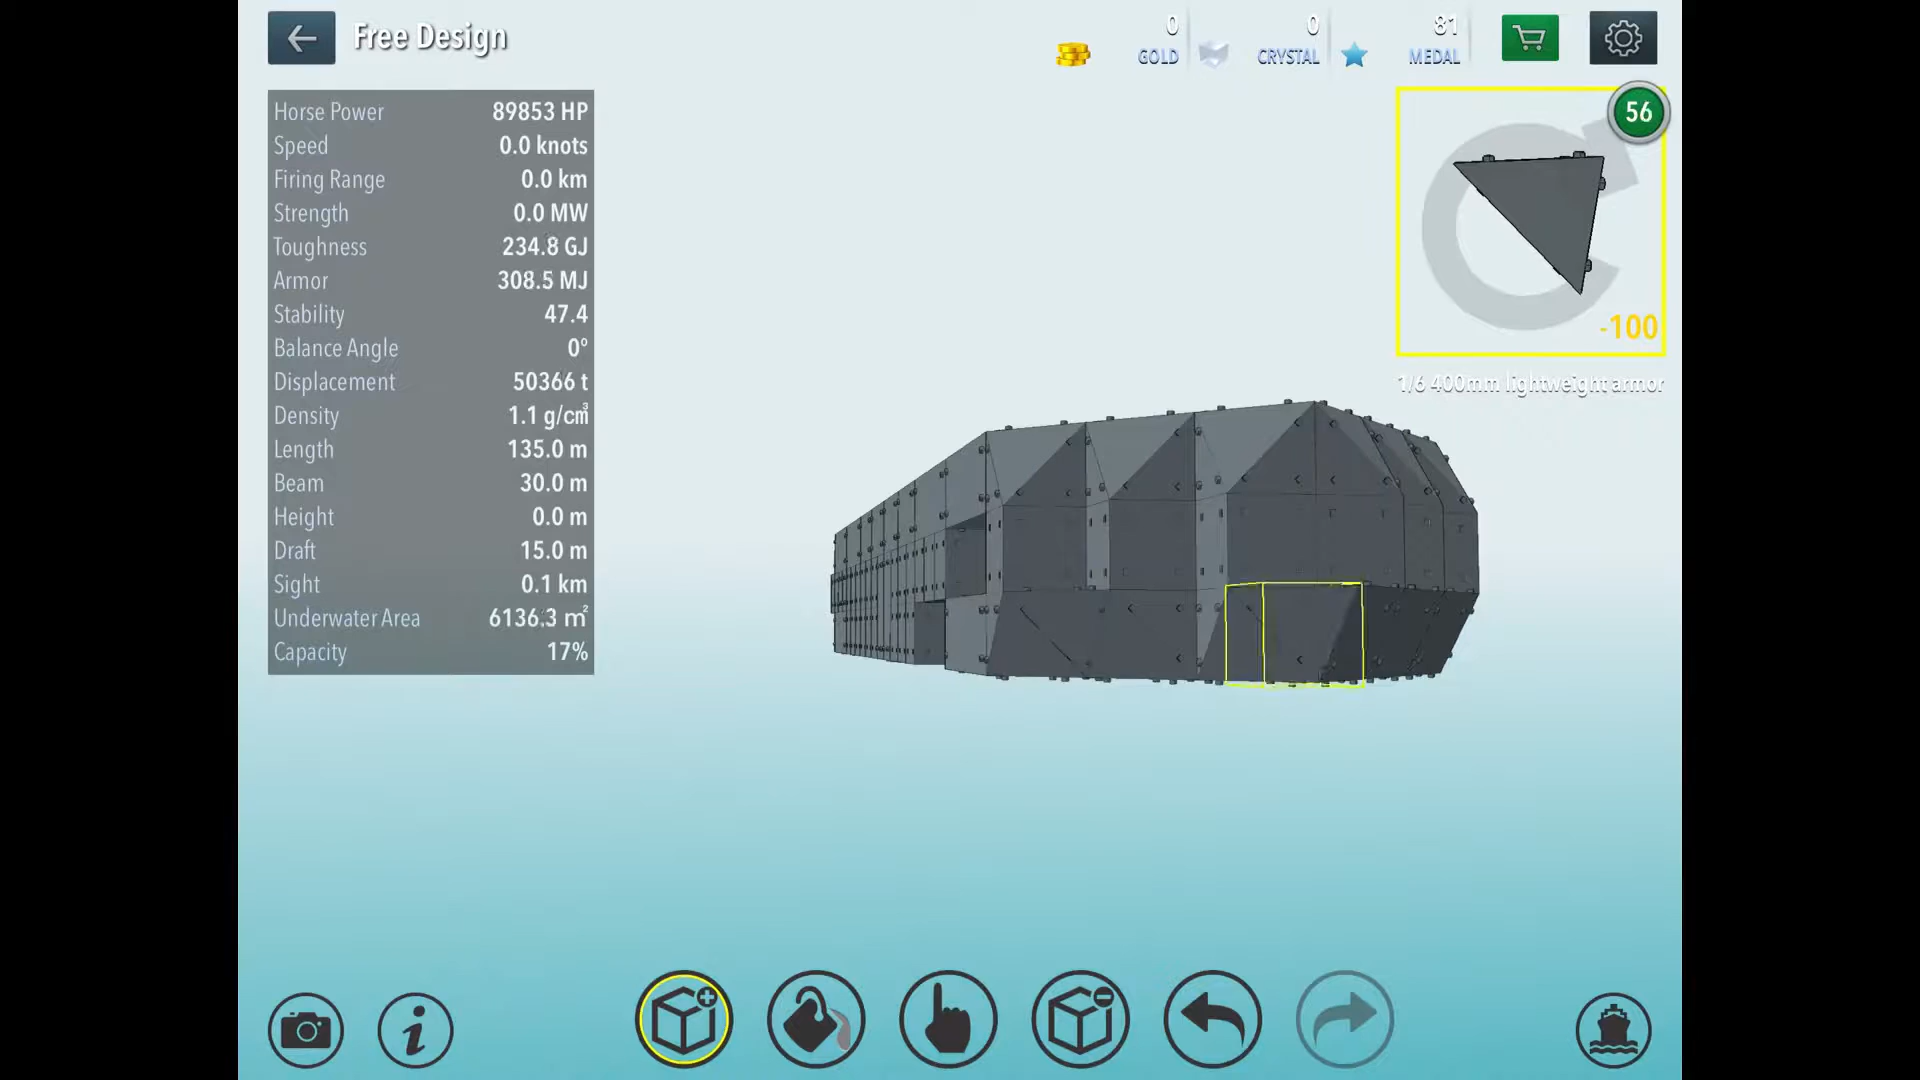 Free Design
0 GOLD
0 CRYSTAL
81 MEDAL
Horse Power 89853 HP
Speed 0.0 knots
Firing Range 0.0 km
Strength 0.0 MW
Toughness 234.8 GJ
Armor 308.5 MJ
Stability 47.4
Balance Angle 0°
Displacement 50366 t
Density 1.1 g/cm³
Length 135.0 m
Beam 30.0 m
Height 0.0 m
Draft 15.0 m
Sight 0.1 km
Underwater Area 6136.3 m²
Capacity 17%
56
-100
1/6 400mm lightweight armor